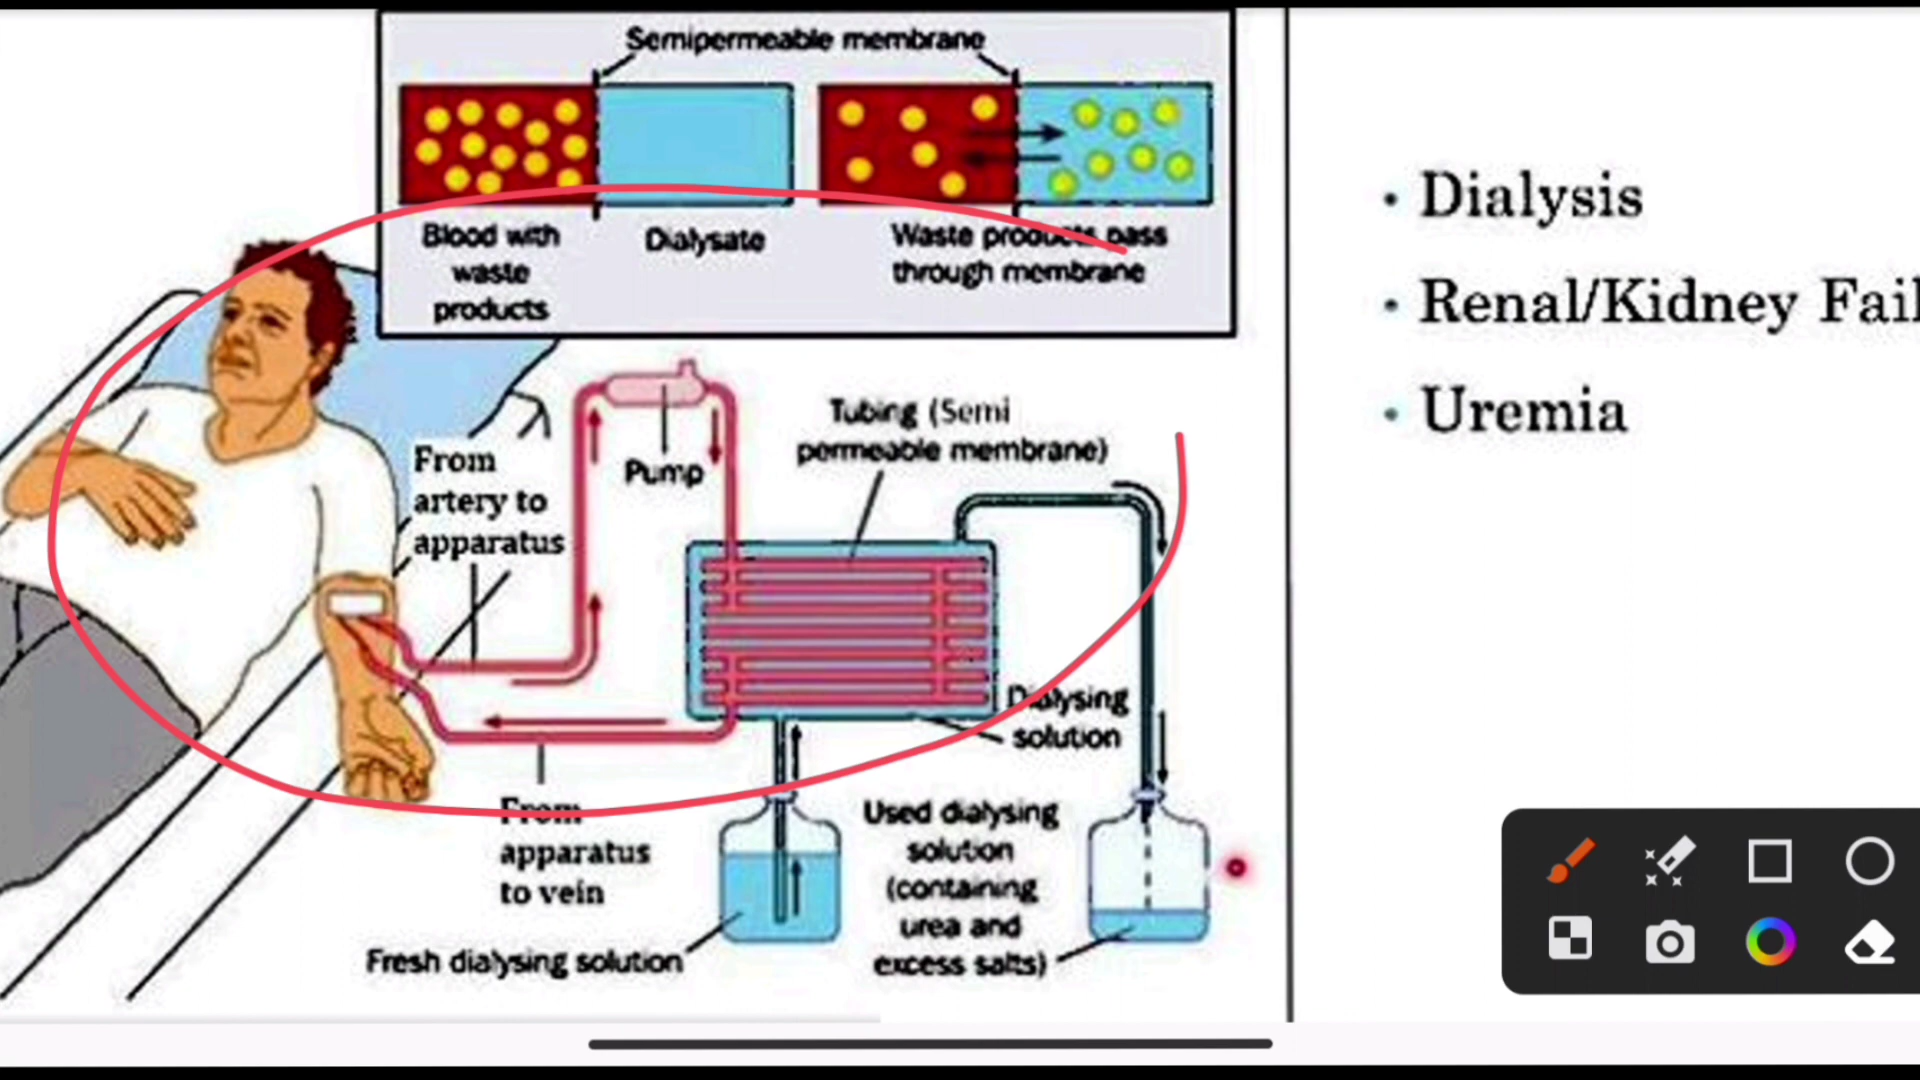 Semipermeable membrane
Blood with
waste
products
Dialysate
Waste products pass
through membrane
From
artery to
apparatus
Pump
Tubing (Semi
permeable membrane)
Dialysing
solution
From
apparatus
to vein
Fresh dialysing solution
Used dialysing
solution
(containing
urea and
excess salts)
• Dialysis
• Renal/Kidney Fail
• Uremia